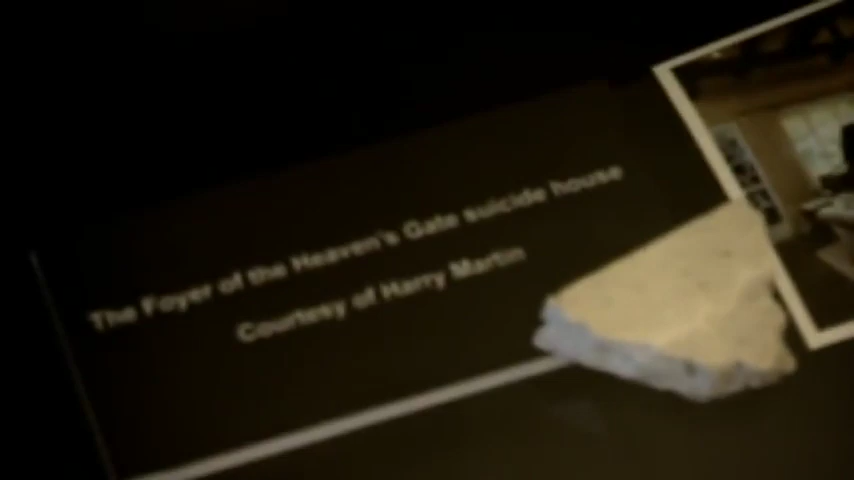 The Foyer of the Heaven's Gate suicide house
Courtesy of Harry Martin